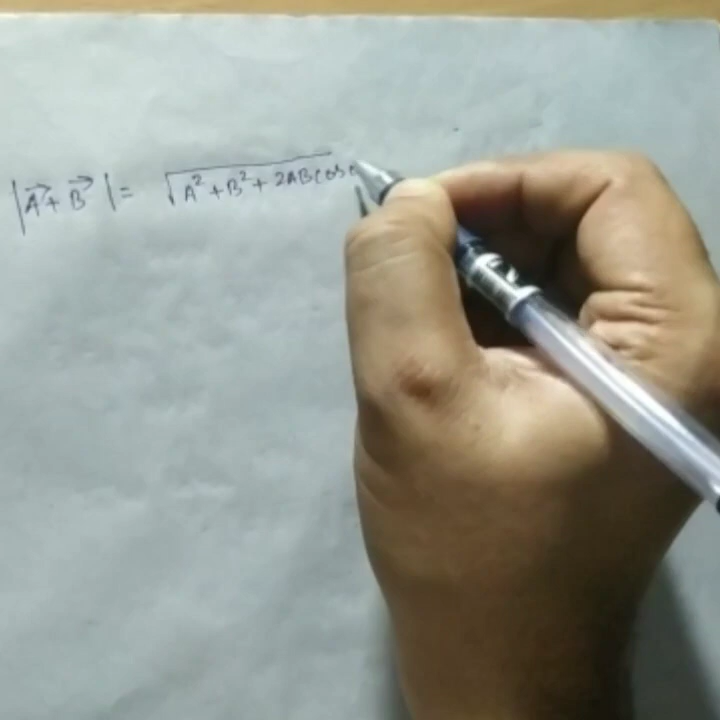 |A⃗ + B⃗| = √A² + B² + 2ABcos